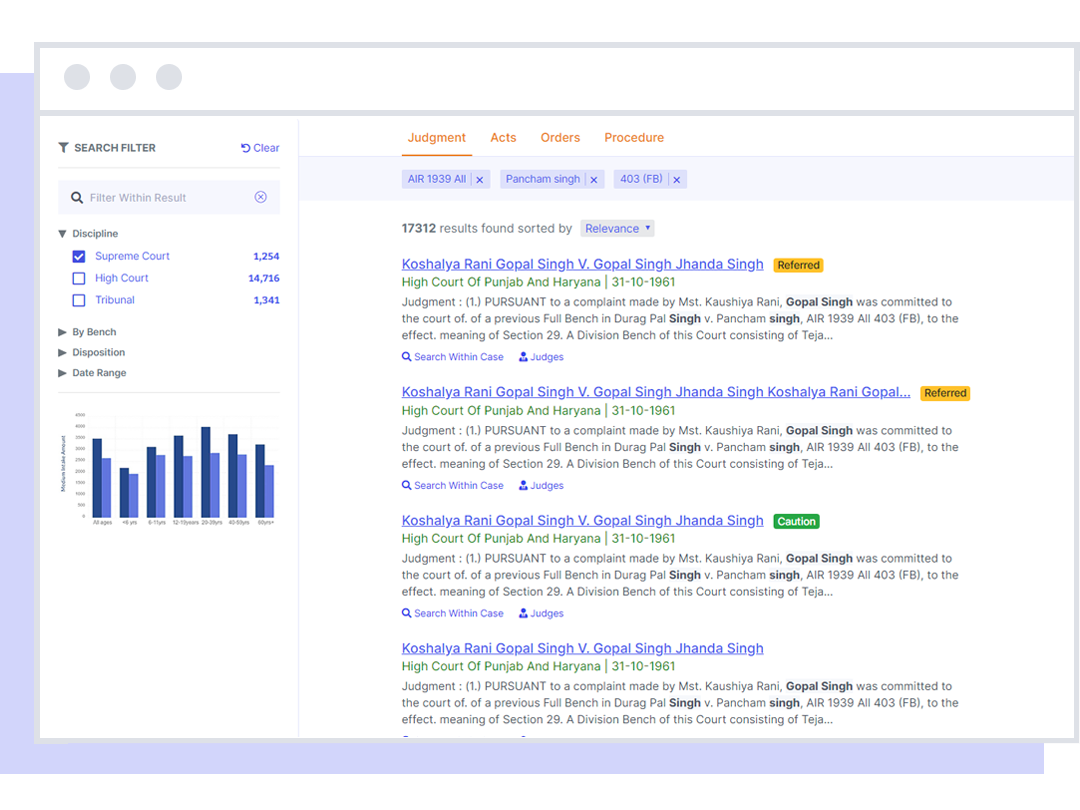 SEARCH FILTER
Clear
Filter Within Result
Discipline
Supreme Court 1,254
High Court 14,716
Tribunal 1,341
By Bench
Disposition
Date Range
4500
4000
3500
3000
2500
2000
1500
1000
500
0
Medium Intake Amount
All ages <6 yrs 6-11yrs 12-19years 20-39yrs 40-59yrs 60yrs+
Judgment Acts Orders Procedure
AIR 1939 All x Pancham singh x 403 (FB) x
17312 results found sorted by Relevance
Koshalya Rani Gopal Singh V. Gopal Singh Jhanda Singh Referred
High Court Of Punjab And Haryana | 31-10-1961
Judgment : (1.) PURSUANT to a complaint made by Mst. Kaushiya Rani, Gopal Singh was committed to
the court of. of a previous Full Bench in Durag Pal Singh v. Pancham singh, AIR 1939 All 403 (FB), to the
effect. meaning of Section 29. A Division Bench of this Court consisting of Teja...
Search Within Case Judges
Koshalya Rani Gopal Singh V. Gopal Singh Jhanda Singh Koshalya Rani Gopal... Referred
High Court Of Punjab And Haryana | 31-10-1961
Judgment : (1.) PURSUANT to a complaint made by Mst. Kaushiya Rani, Gopal Singh was committed to
the court of. of a previous Full Bench in Durag Pal Singh v. Pancham singh, AIR 1939 All 403 (FB), to the
effect. meaning of Section 29. A Division Bench of this Court consisting of Teja...
Search Within Case Judges
Koshalya Rani Gopal Singh V. Gopal Singh Jhanda Singh Caution
High Court Of Punjab And Haryana | 31-10-1961
Judgment : (1.) PURSUANT to a complaint made by Mst. Kaushiya Rani, Gopal Singh was committed to
the court of. of a previous Full Bench in Durag Pal Singh v. Pancham singh, AIR 1939 All 403 (FB), to the
effect. meaning of Section 29. A Division Bench of this Court consisting of Teja...
Search Within Case Judges
Koshalya Rani Gopal Singh V. Gopal Singh Jhanda Singh
High Court Of Punjab And Haryana | 31-10-1961
Judgment : (1.) PURSUANT to a complaint made by Mst. Kaushiya Rani, Gopal Singh was committed to
the court of. of a previous Full Bench in Durag Pal Singh v. Pancham singh, AIR 1939 All 403 (FB), to the
effect. meaning of Section 29. A Division Bench of this Court consisting of Teja...